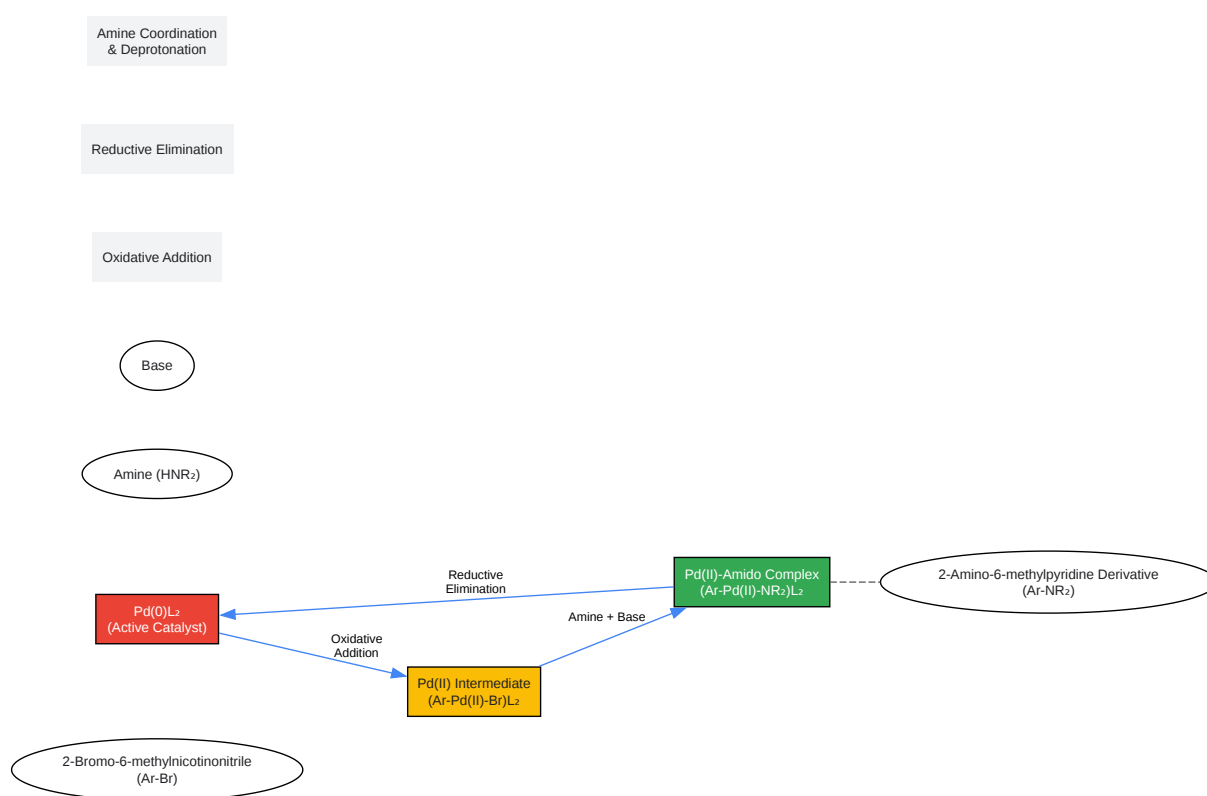 Amine Coordination
& Deprotonation
Reductive Elimination
Oxidative Addition
Base
Amine (HNR₂)
Reductive
Elimination
Pd(II)-Amido Complex
(Ar-Pd(II)-NR₂)L₂
2-Amino-6-methylpyridine Derivative
(Ar-NR₂)
Pd(0)L₂
(Active Catalyst)
Amine + Base
Oxidative
Addition
Pd(II) Intermediate
(Ar-Pd(II)-Br)L₂
2-Bromo-6-methylnicotinonitrile
(Ar-Br)